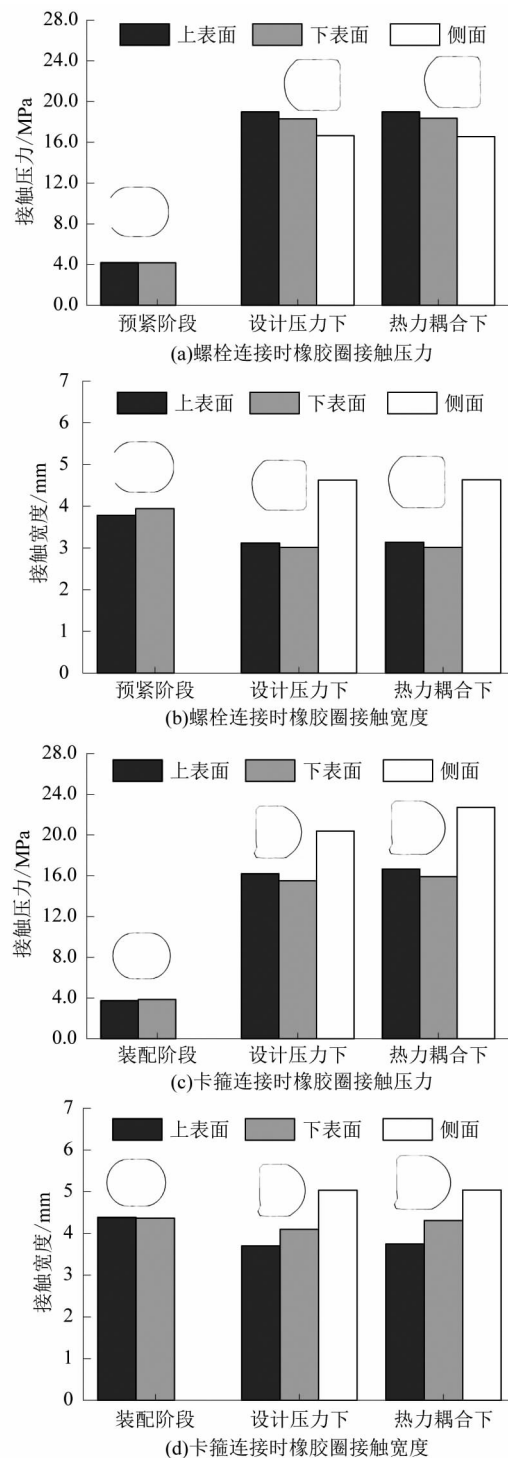 28.0
上表面 下表面 侧面
24.0
20.0
16.0
12.0
8.0
4.0
0.0
接触压力/MPa
预紧阶段 设计压力下 热力耦合下
(a)螺栓连接时橡胶圈接触压力
7
上表面 下表面 侧面
6
5
4
3
2
1
0
接触宽度/mm
预紧阶段 设计压力下 热力耦合下
(b)螺栓连接时橡胶圈接触宽度
28.0
上表面 下表面 侧面
24.0
20.0
16.0
12.0
8.0
4.0
0.0
接触压力/MPa
装配阶段 设计压力下 热力耦合下
(c)卡箍连接时橡胶圈接触压力
7
上表面 下表面 侧面
6
5
4
3
2
1
0
接触宽度/mm
装配阶段 设计压力下 热力耦合下
(d)卡箍连接时橡胶圈接触宽度